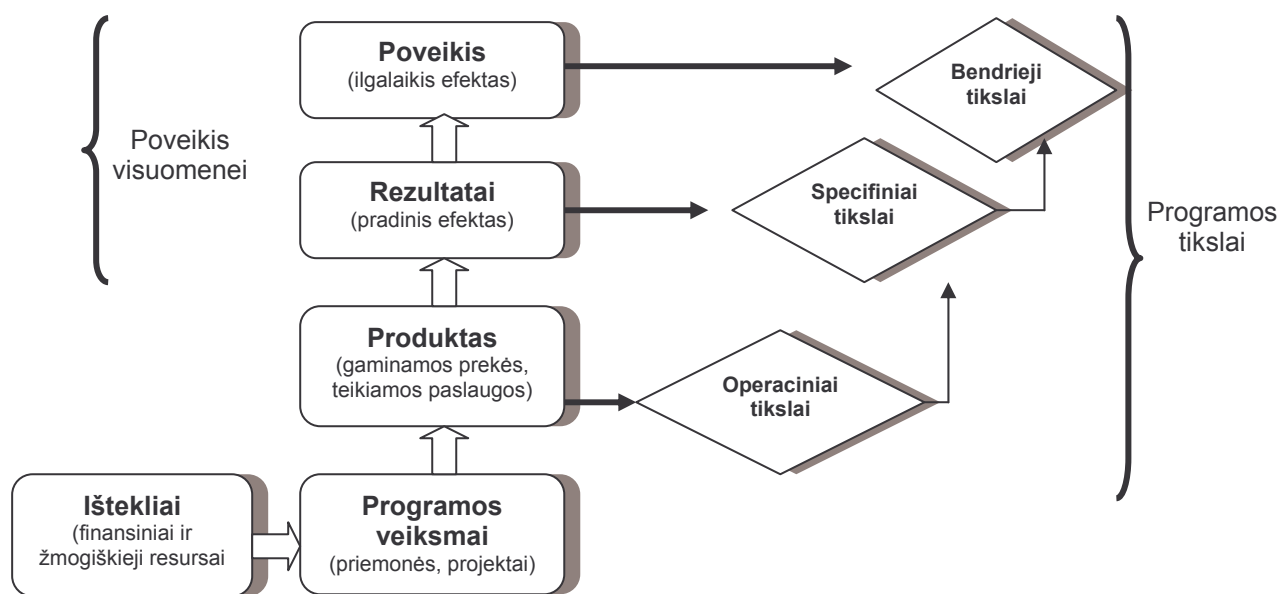 Poveikis
(ilgalaikis efektas)
Bendrieji
tikslai
Poveikis
visuomenei
Rezultatai
(pradinis efektas)
Specifiniai
tikslai
Programos
tikslai
Produktas
(gaminamos prekės,
teikiamos paslaugos)
Operaciniai
tikslai
Ištekliai
(finansiniai ir
žmogiškieji resursai
Programos
veiksmai
(priemonės, projektai)